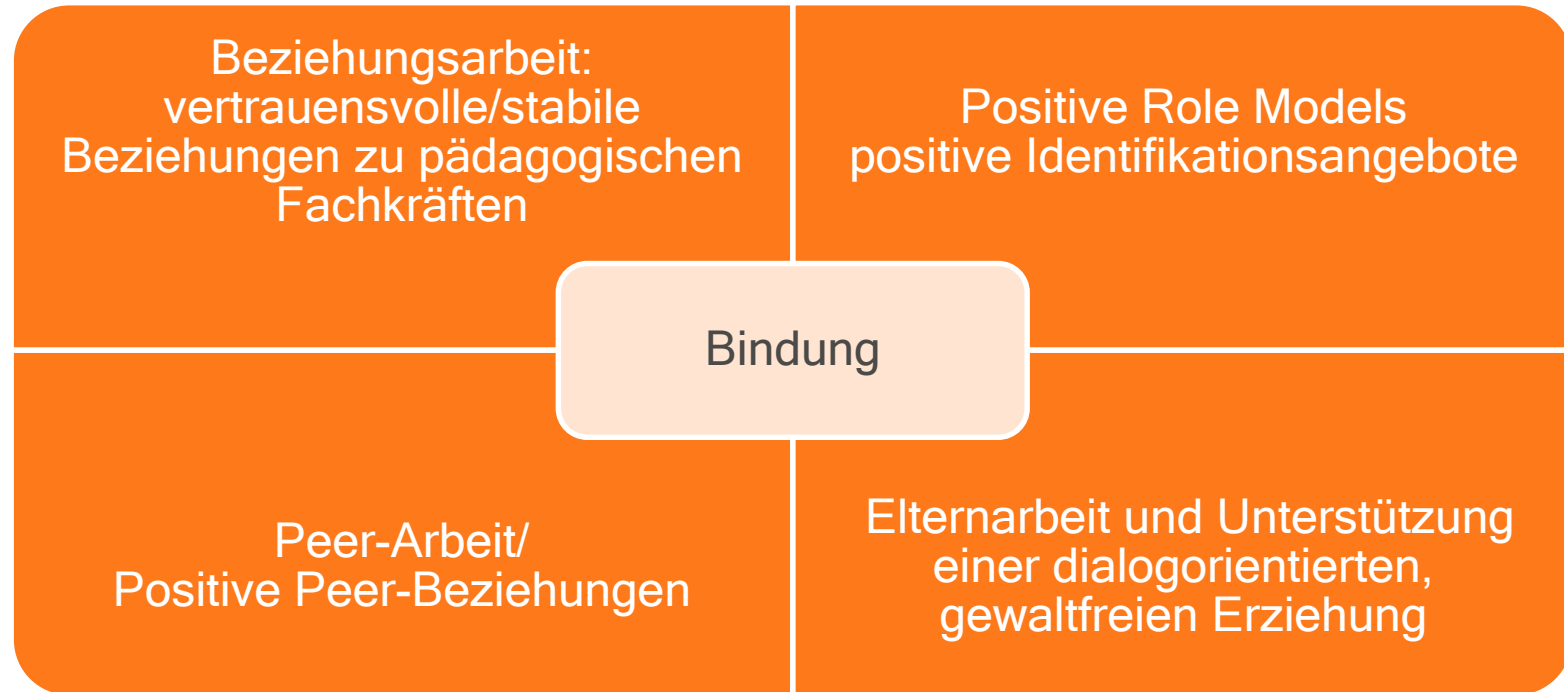 Beziehungsarbeit:
vertrauensvolle/stabile
Beziehungen zu pädagogischen
Fachkräften
Positive Role Models
positive Identifikationsangebote
Bindung
Peer-Arbeit/
Positive Peer-Beziehungen
Elternarbeit und Unterstützung
einer dialogorientierten,
gewaltfreien Erziehung